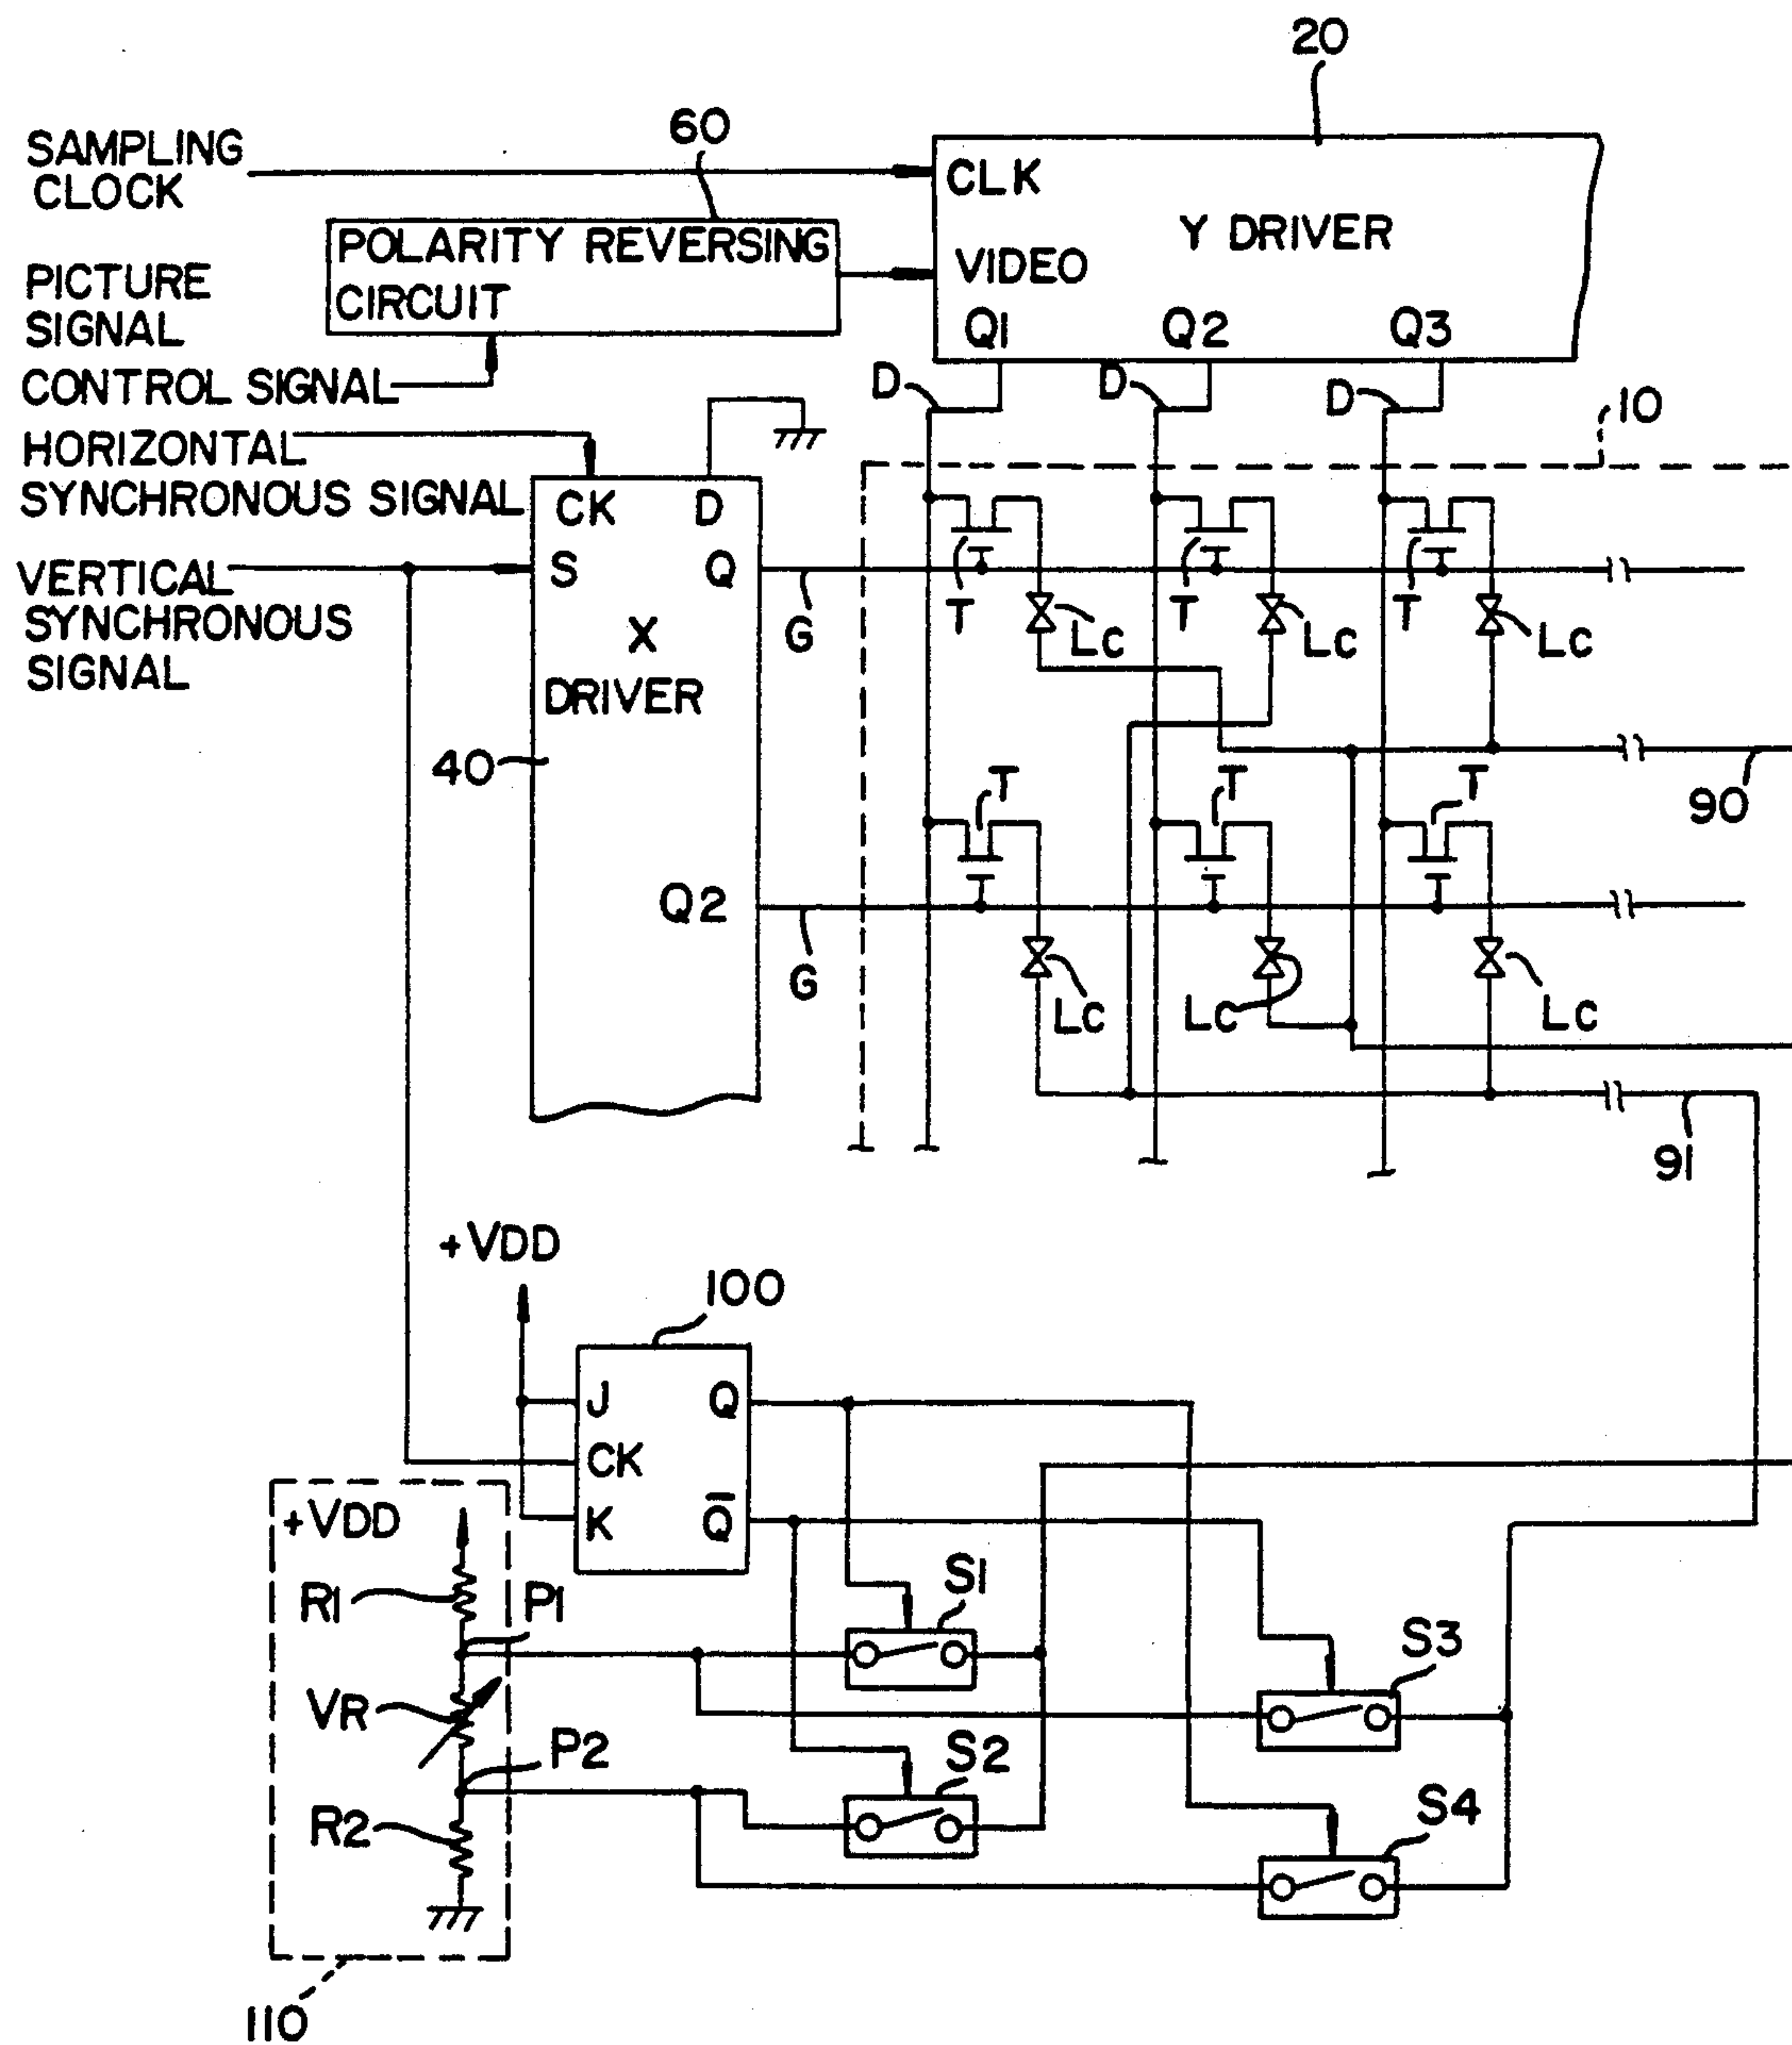 20
60
SAMPLING
CLOCK
CLK
Y DRIVER
POLARITY REVERSING
CIRCUIT
VIDEO
PICTURE
SIGNAL
Q1 Q2 Q3
CONTROL SIGNAL
D D D
10
HORIZONTAL
SYNCHRONOUS SIGNAL
CK D
S Q
VERTICAL
SYNCHRONOUS
SIGNAL
X
DRIVER
G
T T T
LC LC LC
40
T T T
90
Q2
G
LC LC LC
91
+VDD
100
J Q
CK
K Q̅
+VDD
R1
P1
S1
S3
VR
P2
S2
R2
S4
110